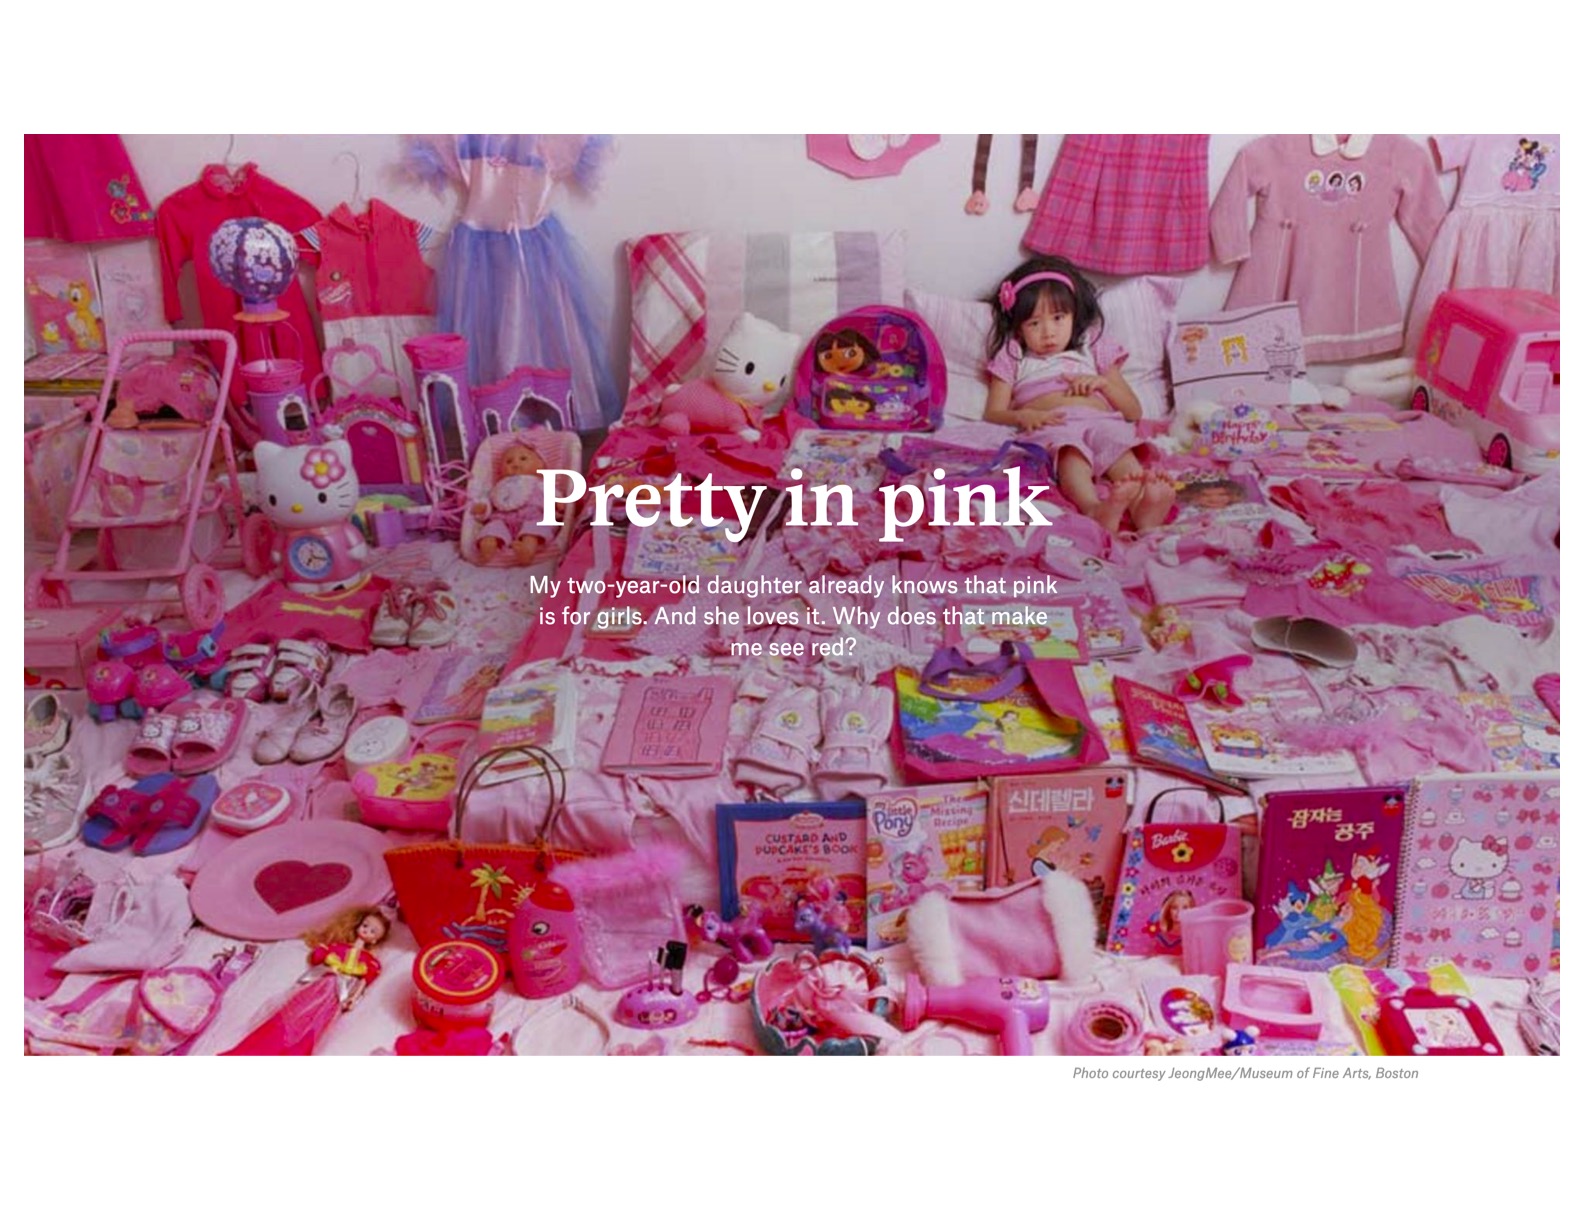 Happy
Birthday
Pretty in pink
My two-year-old daughter already knows that pink
is for girls. And she loves it. Why does that make
me see red?
CUSTARD AND
PUPCAKE'S BOOK
My Little
Pony
The
Missing
Recipe
신데렐라
Barbie
잠자는
공주
Photo courtesy JeongMee/Museum of Fine Arts, Boston